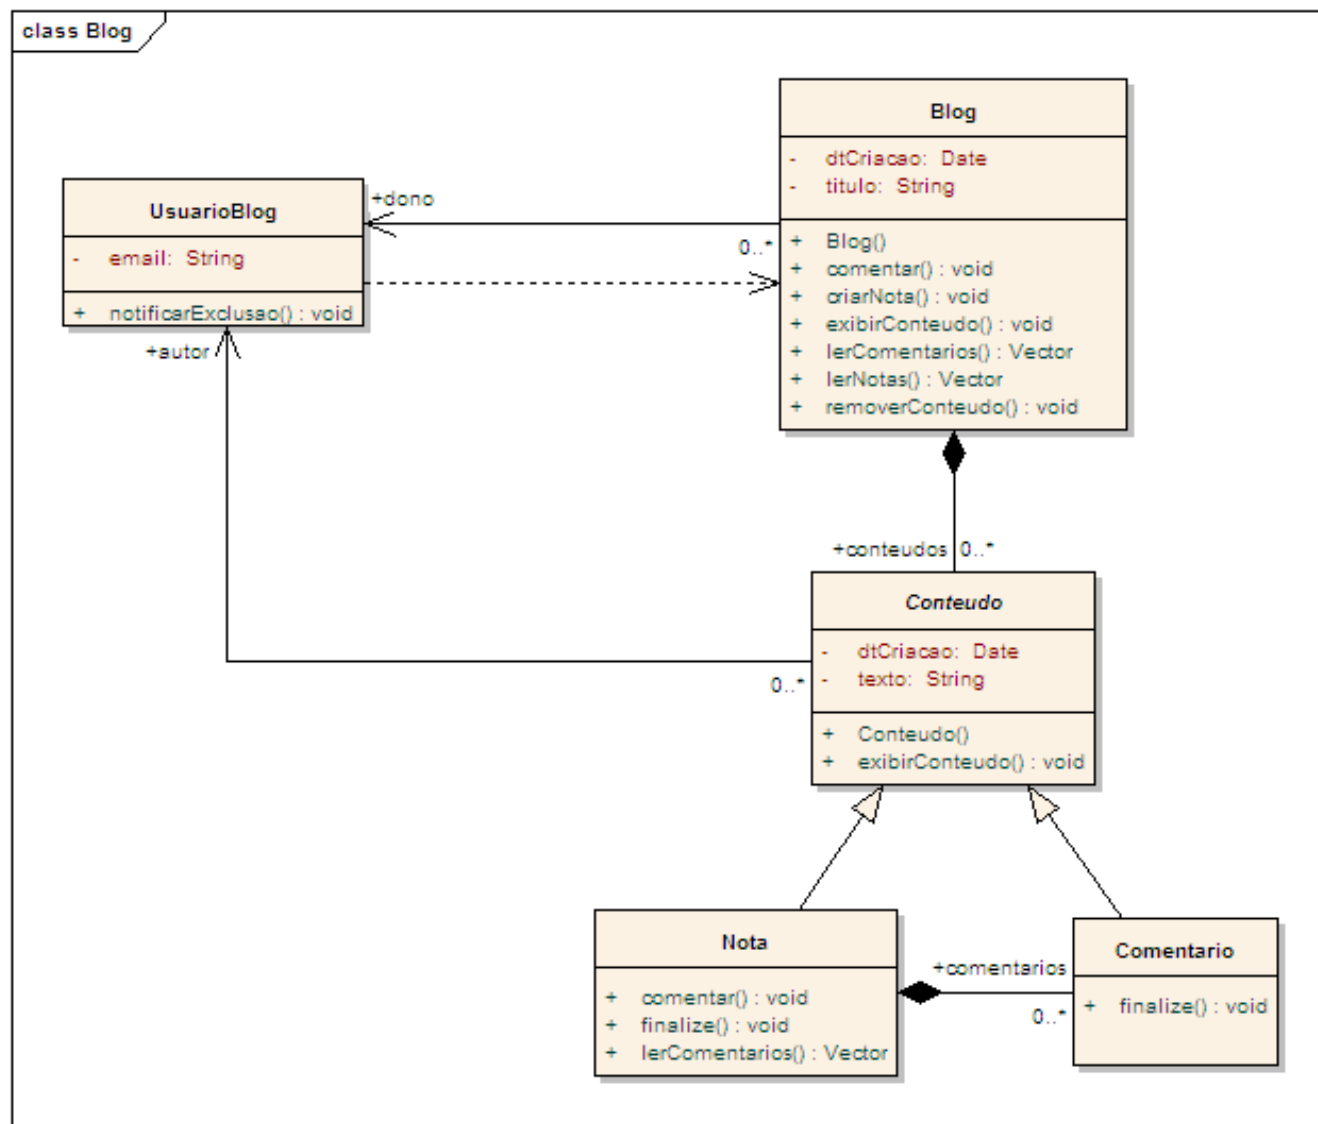 class Blog
Blog
- dtCriacao: Date
- titulo: String
+ Blog()
+ comentar() : void
+ criarNota() : void
+ exibirConteudo() : void
+ lerComentarios() : Vector
+ lerNotas() : Vector
+ removerConteudo() : void
UsuarioBlog
- email: String
+ notificarExclusao() : void
+dono
0..*
+autor
+conteudos 0..*
Conteudo
- dtCriacao: Date
- texto: String
+ Conteudo()
+ exibirConteudo() : void
0..*
Nota
+ comentar() : void
+ finalize() : void
+ lerComentarios() : Vector
+comentarios
0..*
Comentario
+ finalize() : void